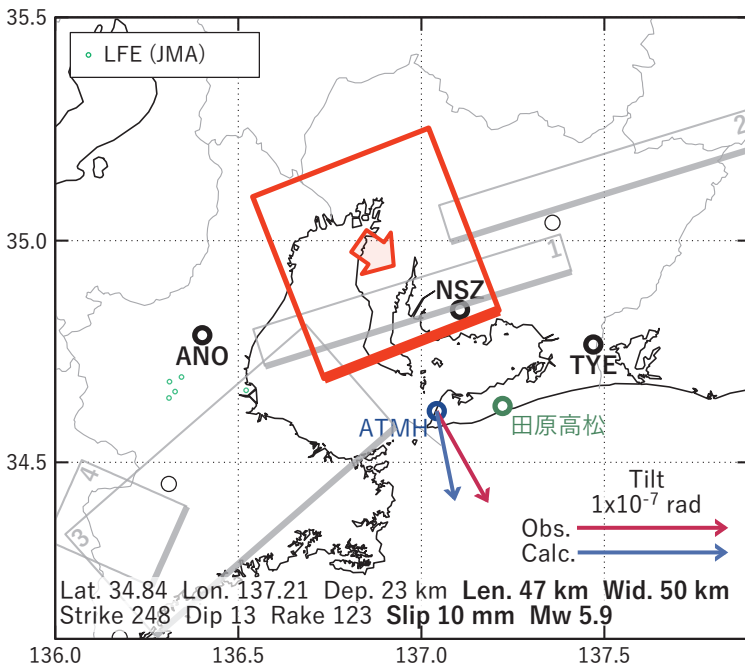 35.5
LFE (JMA)
2
35.0
1
NSZ
ANO
TYE
ATMH
田原高松
34.5
4
3
Tilt
1x10⁻⁷ rad
Obs.
Calc.
Lat. 34.84 Lon. 137.21 Dep. 23 km Len. 47 km Wid. 50 km
Strike 248 Dip 13 Rake 123 Slip 10 mm Mw 5.9
136.0 136.5 137.0 137.5